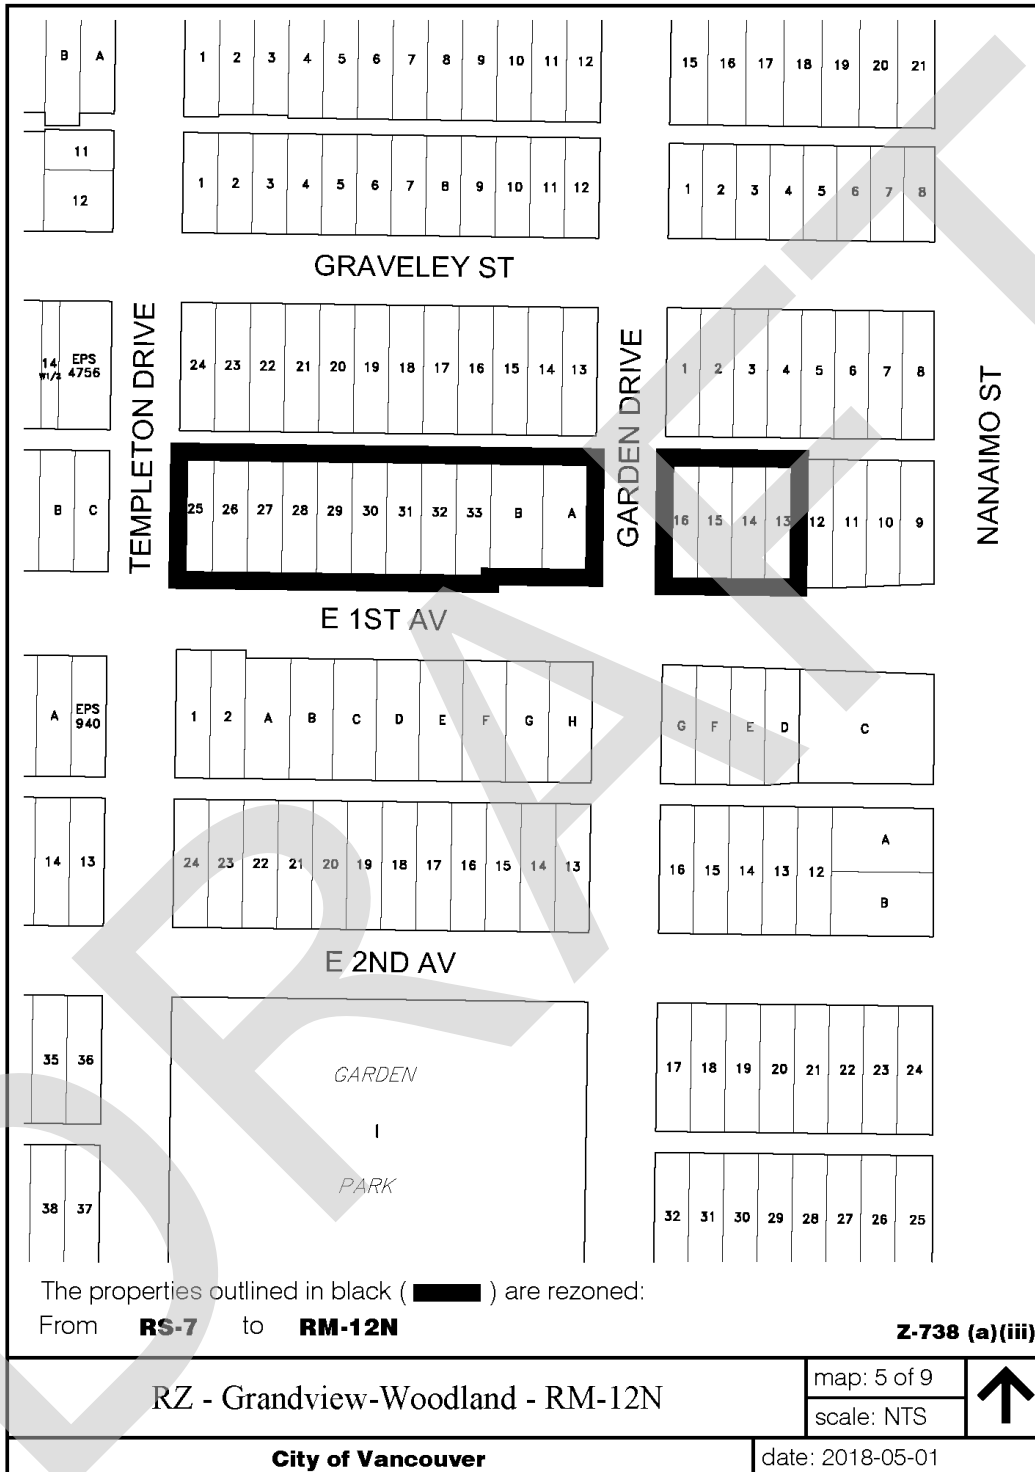 B A 1 2 3 4 5 6 7 8 9 10 11 12 15 16 17 18 19 20 21
11
12
1 2 3 4 5 6 7 8 9 10 11 12 1 2 3 4 5 6 7 8
GRAVELEY ST
TEMPLETON DRIVE
GARDEN DRIVE
NANAIMO ST
14 W1/2 EPS 4756 24 23 22 21 20 19 18 17 16 15 14 13 1 2 3 4 5 6 7 8
B C 25 26 27 28 29 30 31 32 33 B A 16 15 14 13 12 11 10 9
E 1ST AV
A EPS 940 1 2 A B C D E F G H G F E D C
14 13 24 23 22 21 20 19 18 17 16 15 14 13 16 15 14 13 12 A
B
E 2ND AV
35 36 17 18 19 20 21 22 23 24
GARDEN
1
PARK
38 37 32 31 30 29 28 27 26 25
DRAFT
The properties outlined in black ( ) are rezoned:
From RS-7 to RM-12N
Z-738 (a)(iii)
RZ - Grandview-Woodland - RM-12N
map: 5 of 9
scale: NTS
City of Vancouver
date: 2018-05-01